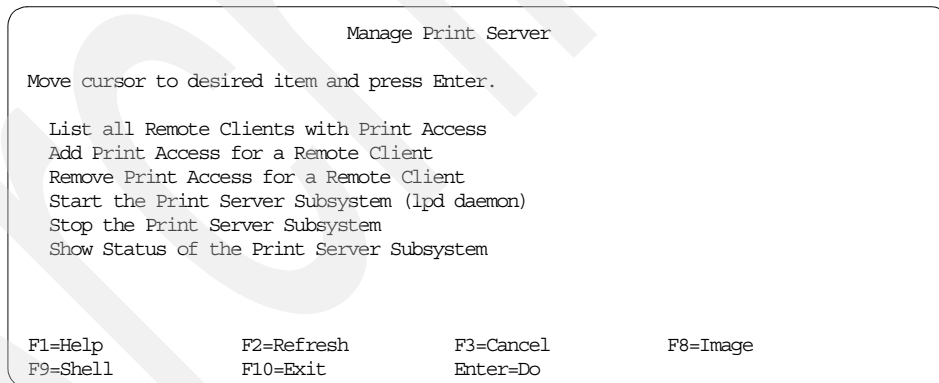 Manage Print Server
Move cursor to desired item and press Enter.
List all Remote Clients with Print Access
Add Print Access for a Remote Client
Remove Print Access for a Remote Client
Start the Print Server Subsystem (lpd daemon)
Stop the Print Server Subsystem
Show Status of the Print Server Subsystem
F1=Help F2=Refresh F3=Cancel F8=Image
F9=Shell F10=Exit Enter=Do